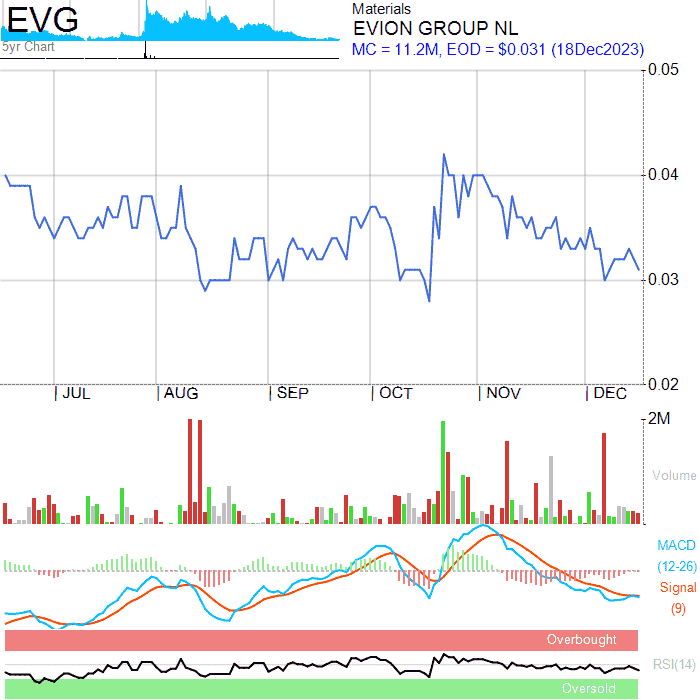 EVG
5yr Chart
Materials
EVION GROUP NL
MC = 11.2M, EOD = $0.031 (18Dec2023)
0.05
0.04
0.03
0.02
JUL AUG SEP OCT NOV DEC
2M
Volume
MACD
(12-26)
Signal
(9)
Overbought
RSI(14)
Oversold